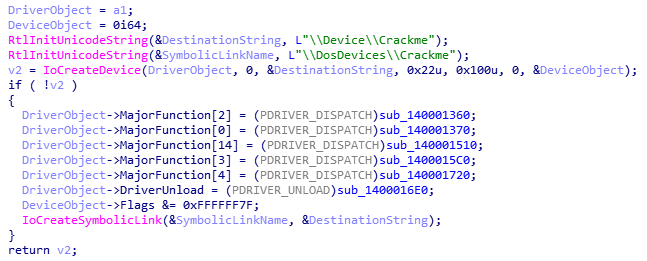 DriverObject = a1;
DeviceObject = 0i64;
RtlInitUnicodeString(&DestinationString, L"\\Device\\Crackme");
RtlInitUnicodeString(&SymbolicLinkName, L"\\DosDevices\\Crackme");
v2 = IoCreateDevice(DriverObject, 0, &DestinationString, 0x22u, 0x100u, 0, &DeviceObject);
if ( !v2 )
{
  DriverObject->MajorFunction[2] = (PDRIVER_DISPATCH)sub_140001360;
  DriverObject->MajorFunction[0] = (PDRIVER_DISPATCH)sub_140001370;
  DriverObject->MajorFunction[14] = (PDRIVER_DISPATCH)sub_140001510;
  DriverObject->MajorFunction[3] = (PDRIVER_DISPATCH)sub_1400015C0;
  DriverObject->MajorFunction[4] = (PDRIVER_DISPATCH)sub_140001720;
  DriverObject->DriverUnload = (PDRIVER_UNLOAD)sub_1400016E0;
  DeviceObject->Flags &= 0xFFFFFF7F;
  IoCreateSymbolicLink(&SymbolicLinkName, &DestinationString);
}
return v2;